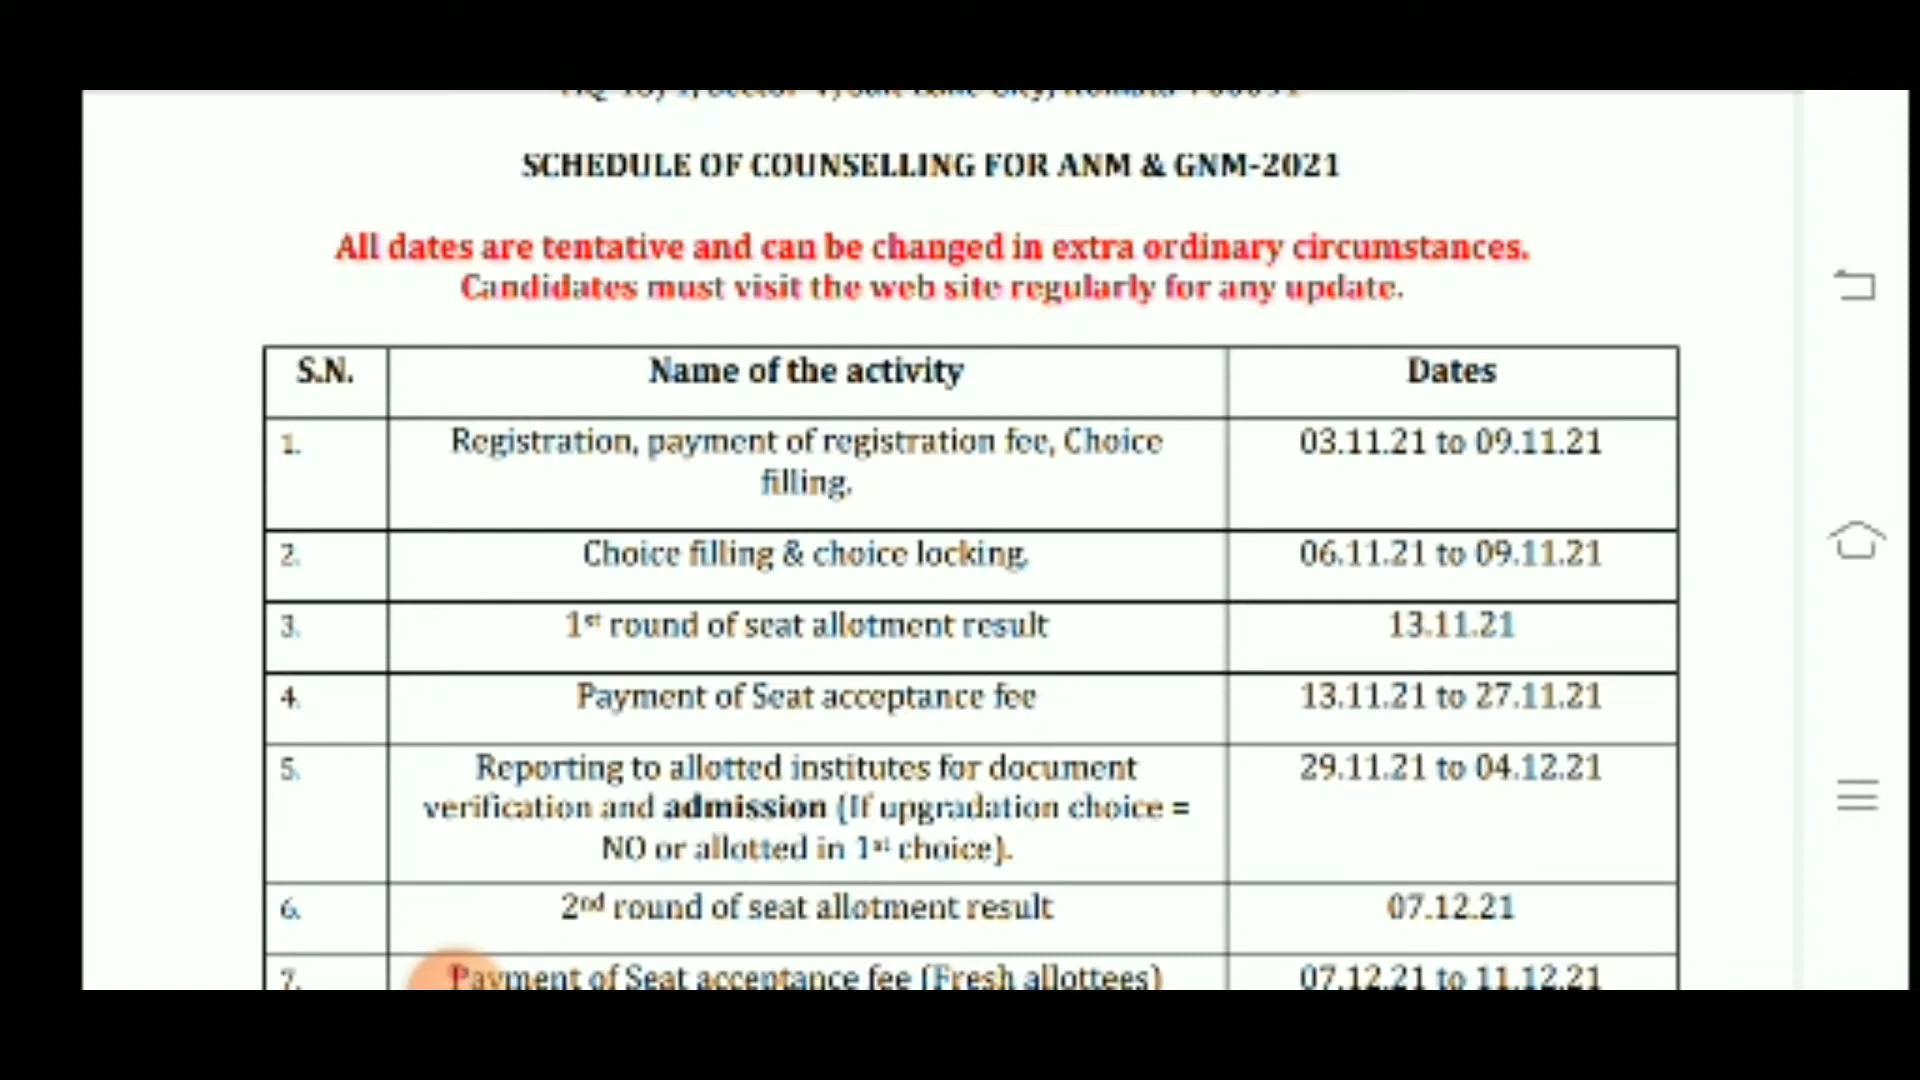 SCHEDULE OF COUNSELLING FOR ANM & GNM-2021
All dates are tentative and can be changed in extra ordinary circumstances.
Candidates must visit the web site regularly for any update.
S.N. Name of the activity Dates
1. Registration, payment of registration fee, Choice 03.11.21 to 09.11.21
filling.
2. Choice filling & choice locking. 06.11.21 to 09.11.21
3. 1st round of seat allotment result 13.11.21
4. Payment of Seat acceptance fee 13.11.21 to 27.11.21
5. Reporting to allotted institutes for document 29.11.21 to 04.12.21
verification and admission (If upgradation choice =
NO or allotted in 1st choice).
6. 2nd round of seat allotment result 07.12.21
7. Payment of Seat acceptance fee (Fresh allottees) 07.12.21 to 11.12.21